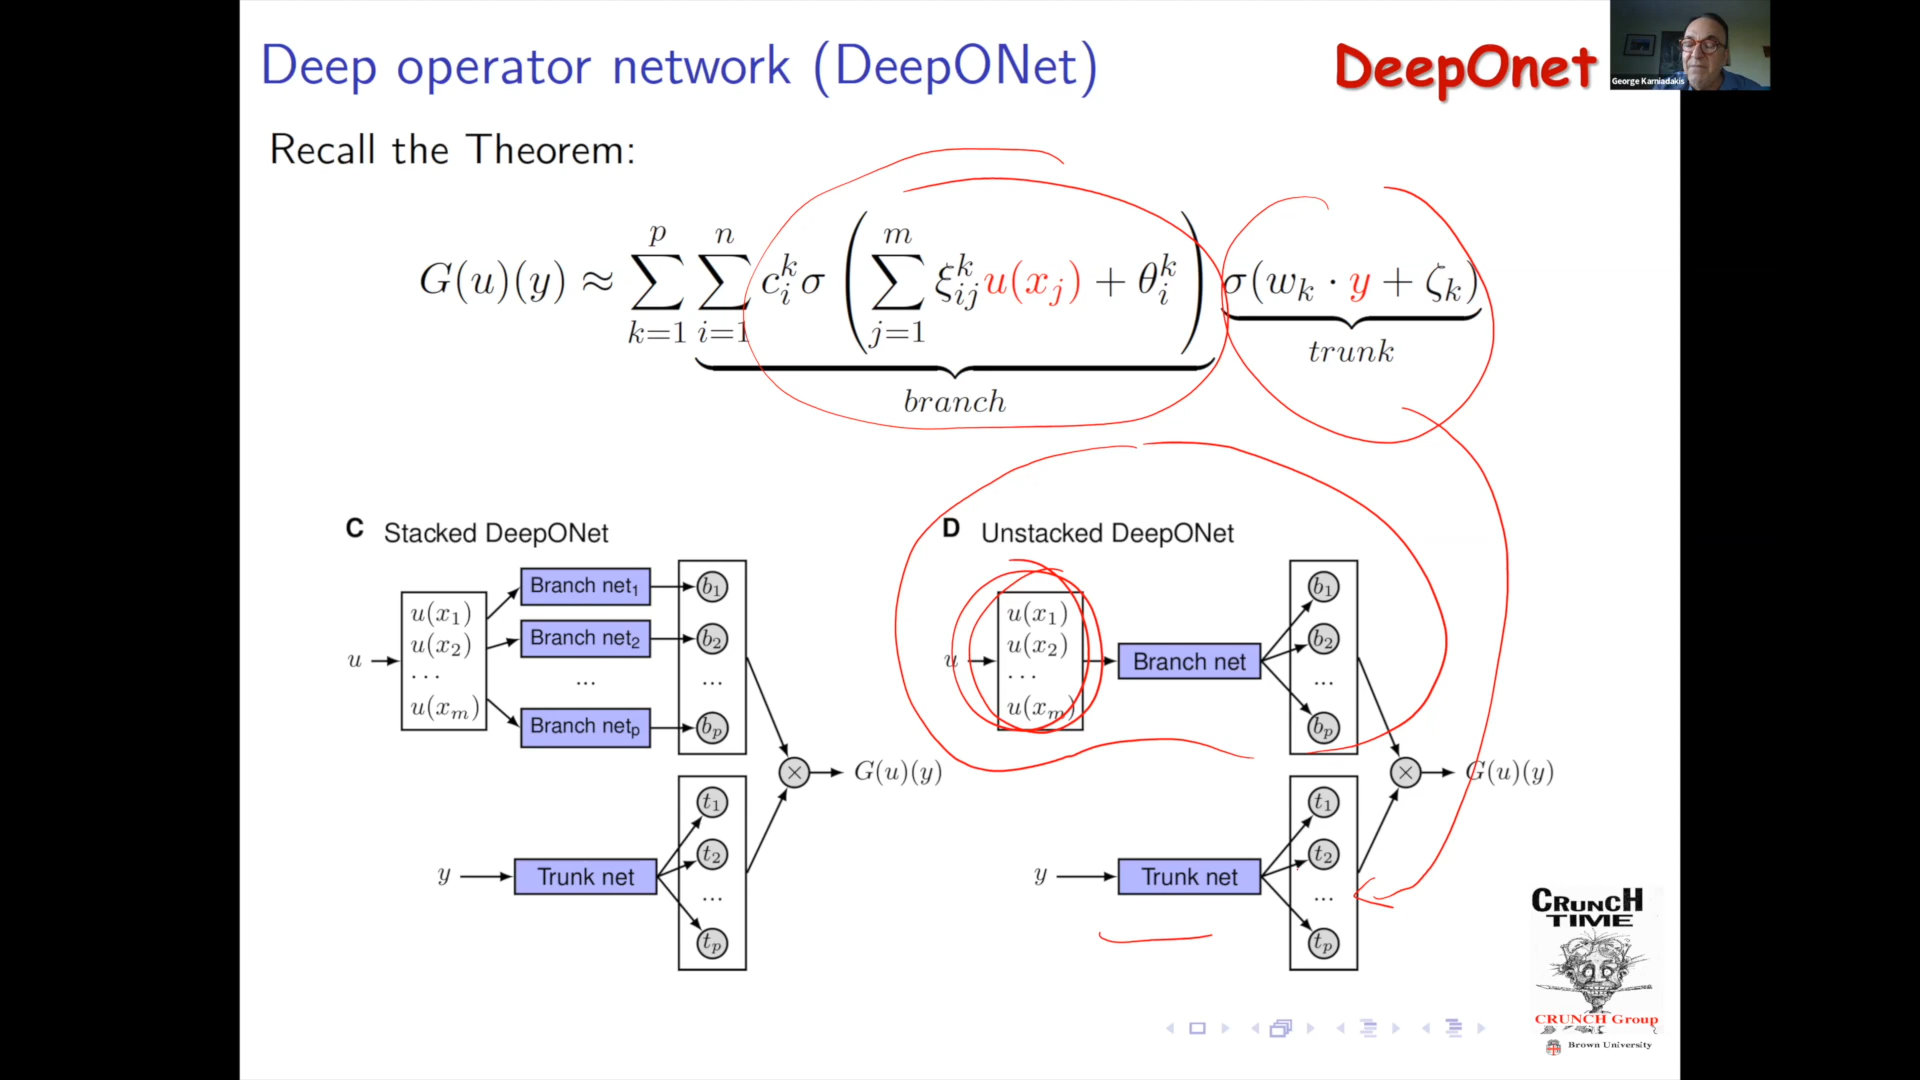 Deep operator network (DeepONet)
DeepOnet
George Karniadakis
Recall the Theorem:
G(u)(y) ≈ \sum_{k=1}^{p} \sum_{i=1}^{n} c_i^k σ ( \sum_{j=1}^{m} ξ_{ij}^k u(x_j) + θ_i^k ) σ(w_k · y + ζ_k)
branch
trunk
C Stacked DeepONet
u
u(x_1)
u(x_2)
...
u(x_m)
Branch net_1
Branch net_2
...
Branch net_p
b_1
b_2
...
b_p
y
Trunk net
t_1
t_2
...
t_p
×
G(u)(y)
D Unstacked DeepONet
u
u(x_1)
u(x_2)
...
u(x_m)
Branch net
b_1
b_2
...
b_p
y
Trunk net
t_1
t_2
...
t_p
×
G(u)(y)
CRUNCH
TIME
CRUNCH Group
Brown University